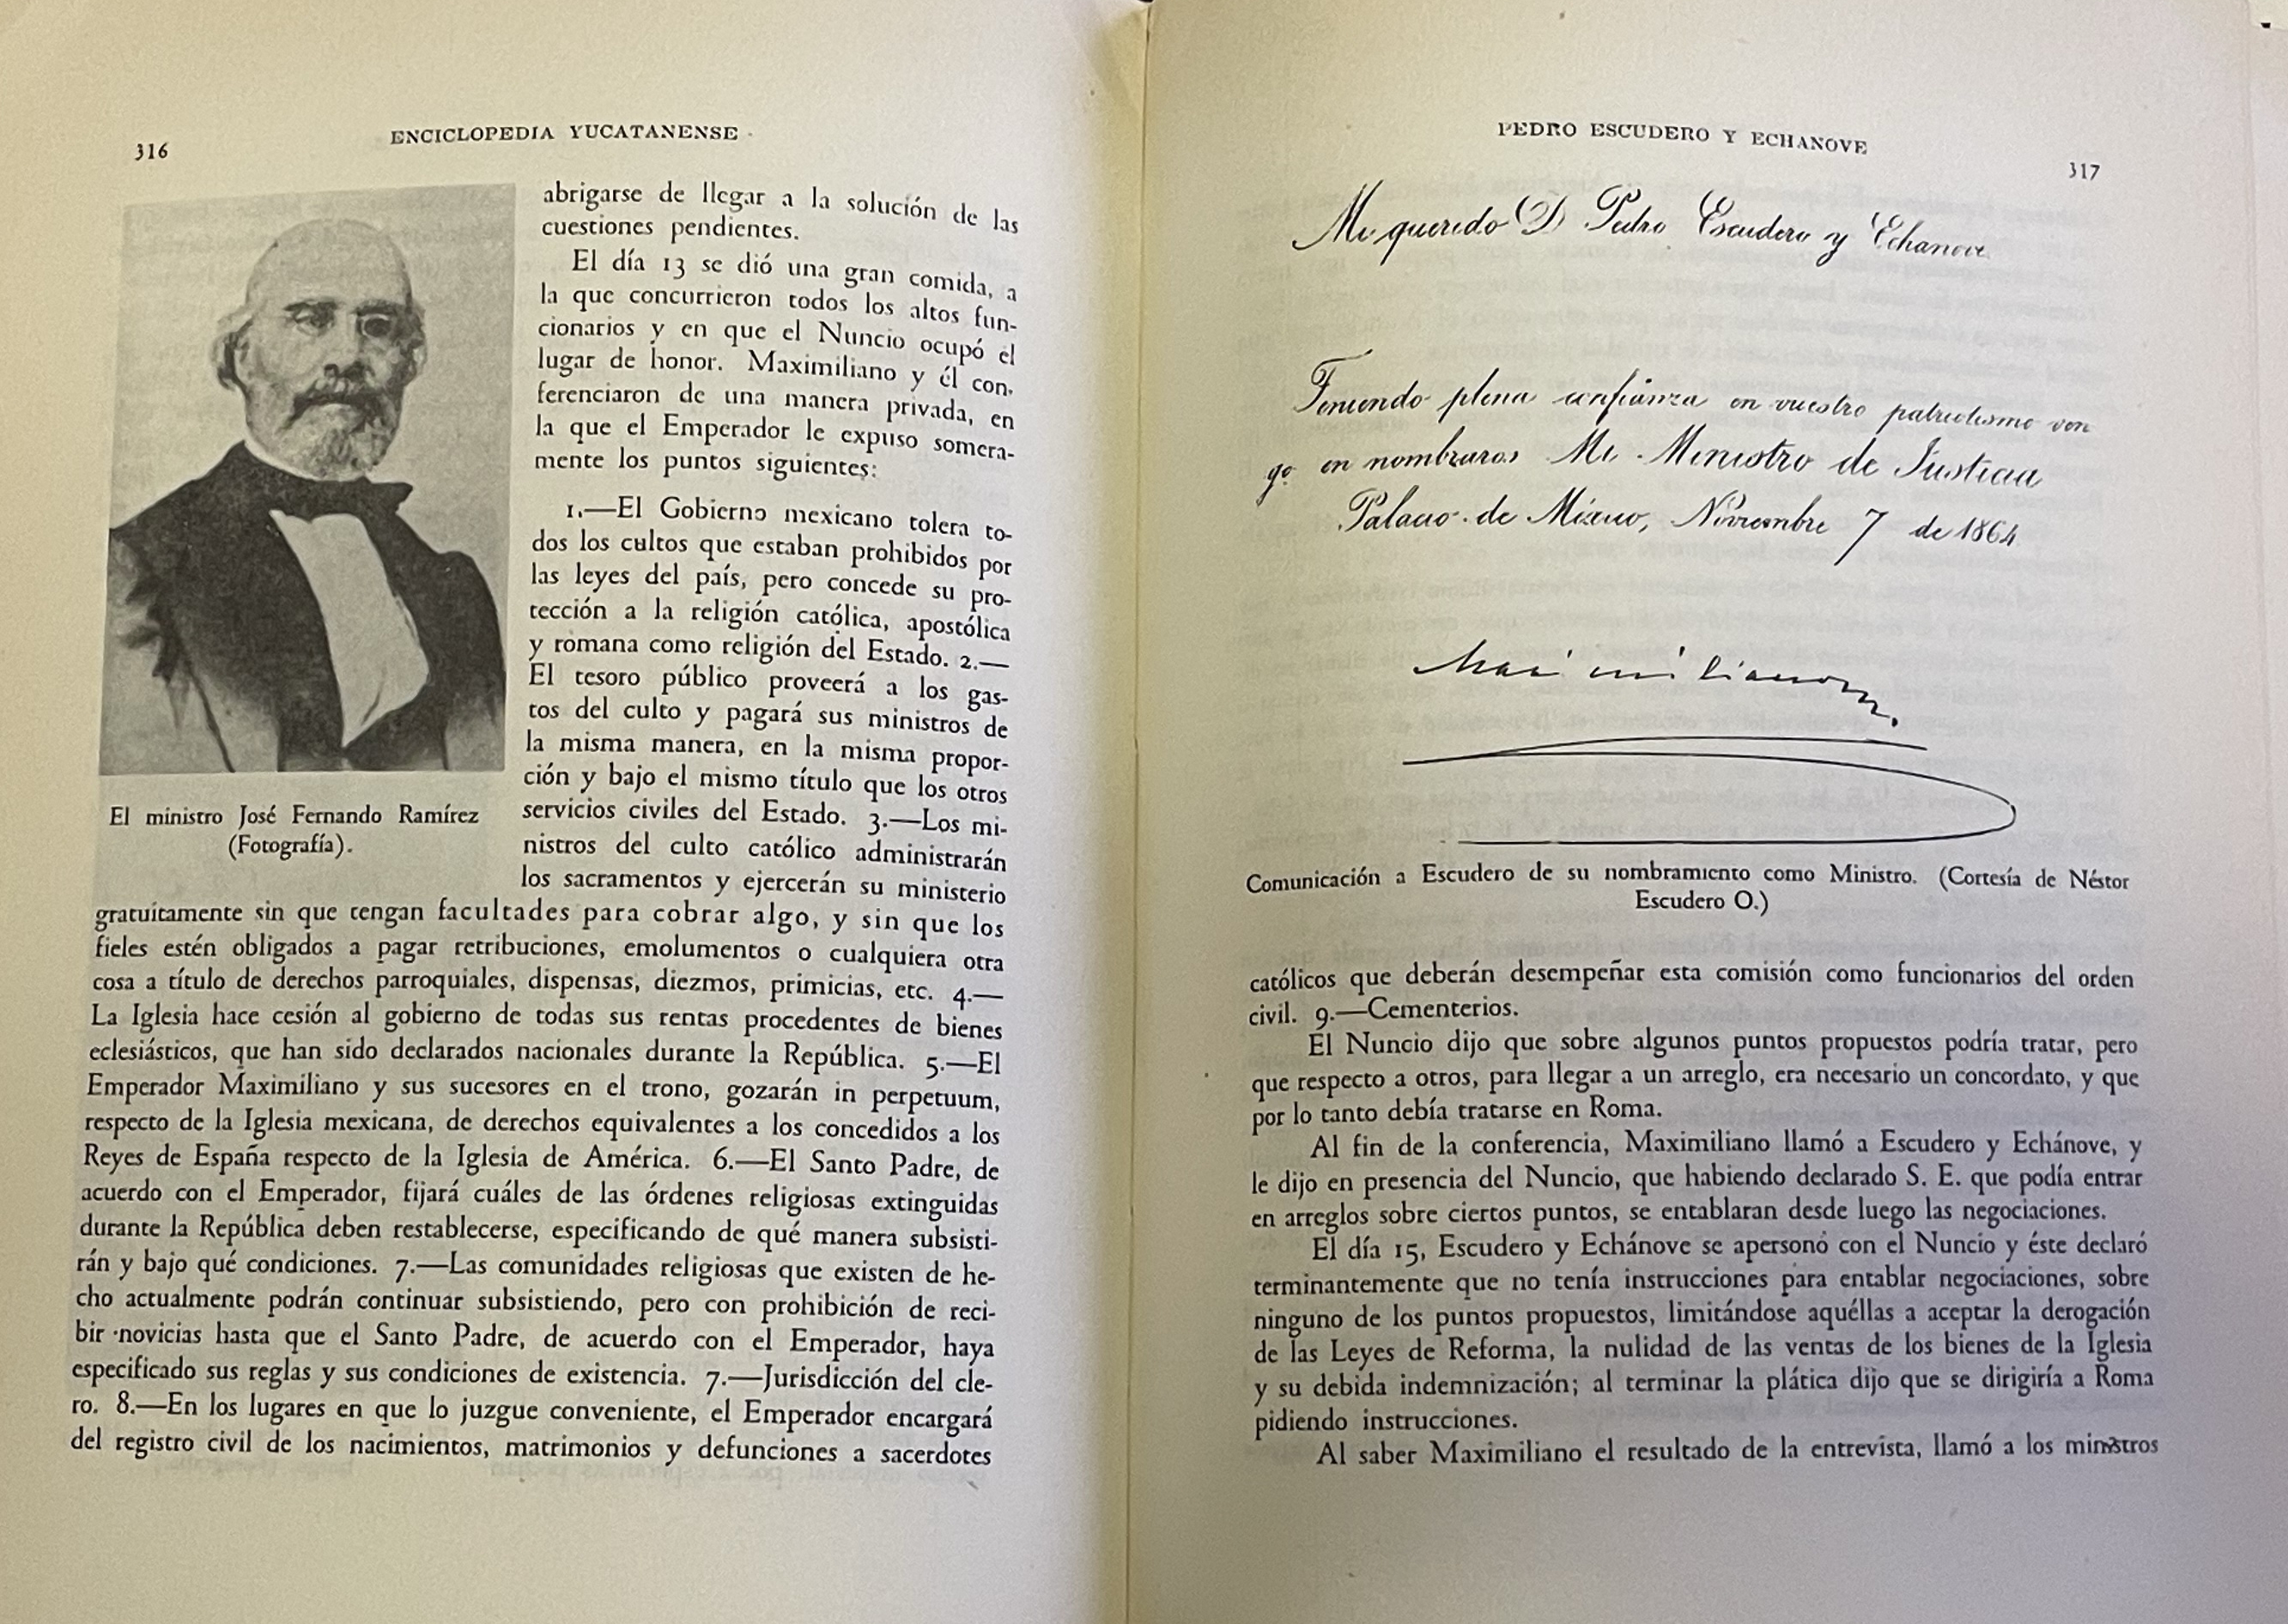 316
ENCICLOPEDIA YUCATANENSE
El ministro José Fernando Ramírez
(Fotografía).
abrigarse de llegar a la solución de las
cuestiones pendientes.
El día 13 se dió una gran comida, a
la que concurrieron todos los altos fun-
cionarios y en que el Nuncio ocupó el
lugar de honor. Maximiliano y él con-
ferenciaron de una manera privada, en
la que el Emperador le expuso somera-
mente los puntos siguientes:
1.—El Gobierno mexicano tolera to-
dos los cultos que estaban prohibidos por
las leyes del país, pero concede su pro-
tección a la religión católica, apostólica
y romana como religión del Estado. 2.—
El tesoro público proveerá a los gas-
tos del culto y pagará sus ministros de
la misma manera, en la misma propor-
ción y bajo el mismo título que los otros
servicios civiles del Estado. 3.—Los mi-
nistros del culto católico administrarán
los sacramentos y ejercerán su ministerio
gratuitamente sin que tengan facultades para cobrar algo, y sin que los
fieles estén obligados a pagar retribuciones, emolumentos o cualquiera otra
cosa a título de derechos parroquiales, dispensas, diezmos, primicias, etc. 4.—
La Iglesia hace cesión al gobierno de todas sus rentas procedentes de bienes
eclesiásticos, que han sido declarados nacionales durante la República. 5.—El
Emperador Maximiliano y sus sucesores en el trono, gozarán in perpetuum,
respecto de la Iglesia mexicana, de derechos equivalentes a los concedidos a los
Reyes de España respecto de la Iglesia de América. 6.—El Santo Padre, de
acuerdo con el Emperador, fijará cuáles de las órdenes religiosas extinguidas
durante la República deben restablecerse, especificando de qué manera subsisti-
rán y bajo qué condiciones. 7.—Las comunidades religiosas que existen de he-
cho actualmente podrán continuar subsistiendo, pero con prohibición de reci-
bir novicias hasta que el Santo Padre, de acuerdo con el Emperador, haya
especificado sus reglas y sus condiciones de existencia. 7.—Jurisdicción del cle-
ro. 8.—En los lugares en que lo juzgue conveniente, el Emperador encargará
del registro civil de los nacimientos, matrimonios y defunciones a sacerdotes
PEDRO ESCUDERO Y ECHANOVE
317
Mi querido D Pedro Escudero y Echanove
Teniendo plena confianza en vuestro patriotismo ven
go en nombraros Mi Ministro de Justicia
Palacio de México, Noviembre 7 de 1864
Maximiliano
Comunicación a Escudero de su nombramiento como Ministro. (Cortesía de Néstor
Escudero O.)
católicos que deberán desempeñar esta comisión como funcionarios del orden
civil. 9.—Cementerios.
El Nuncio dijo que sobre algunos puntos propuestos podría tratar, pero
que respecto a otros, para llegar a un arreglo, era necesario un concordato, y que
por lo tanto debía tratarse en Roma.
Al fin de la conferencia, Maximiliano llamó a Escudero y Echánove, y
le dijo en presencia del Nuncio, que habiendo declarado S. E. que podía entrar
en arreglos sobre ciertos puntos, se entablaran desde luego las negociaciones.
El día 15, Escudero y Echánove se apersonó con el Nuncio y éste declaró
terminantemente que no tenía instrucciones para entablar negociaciones, sobre
ninguno de los puntos propuestos, limitándose aquéllas a aceptar la derogación
de las Leyes de Reforma, la nulidad de las ventas de los bienes de la Iglesia
y su debida indemnización; al terminar la plática dijo que se dirigiría a Roma
pidiendo instrucciones.
Al saber Maximiliano el resultado de la entrevista, llamó a los ministros